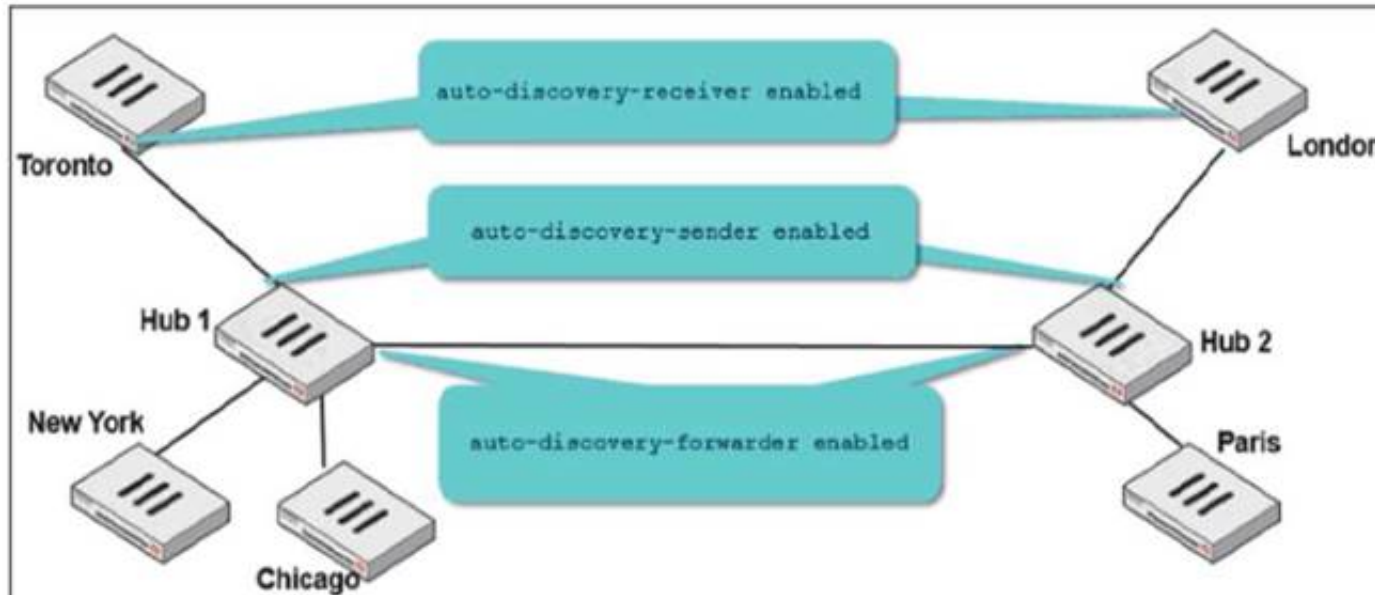 auto-discovery-receiver enabled
Toronto
London
auto-discovery-sender enabled
Hub 1
Hub 2
New York
auto-discovery-forwarder enabled
Paris
Chicago